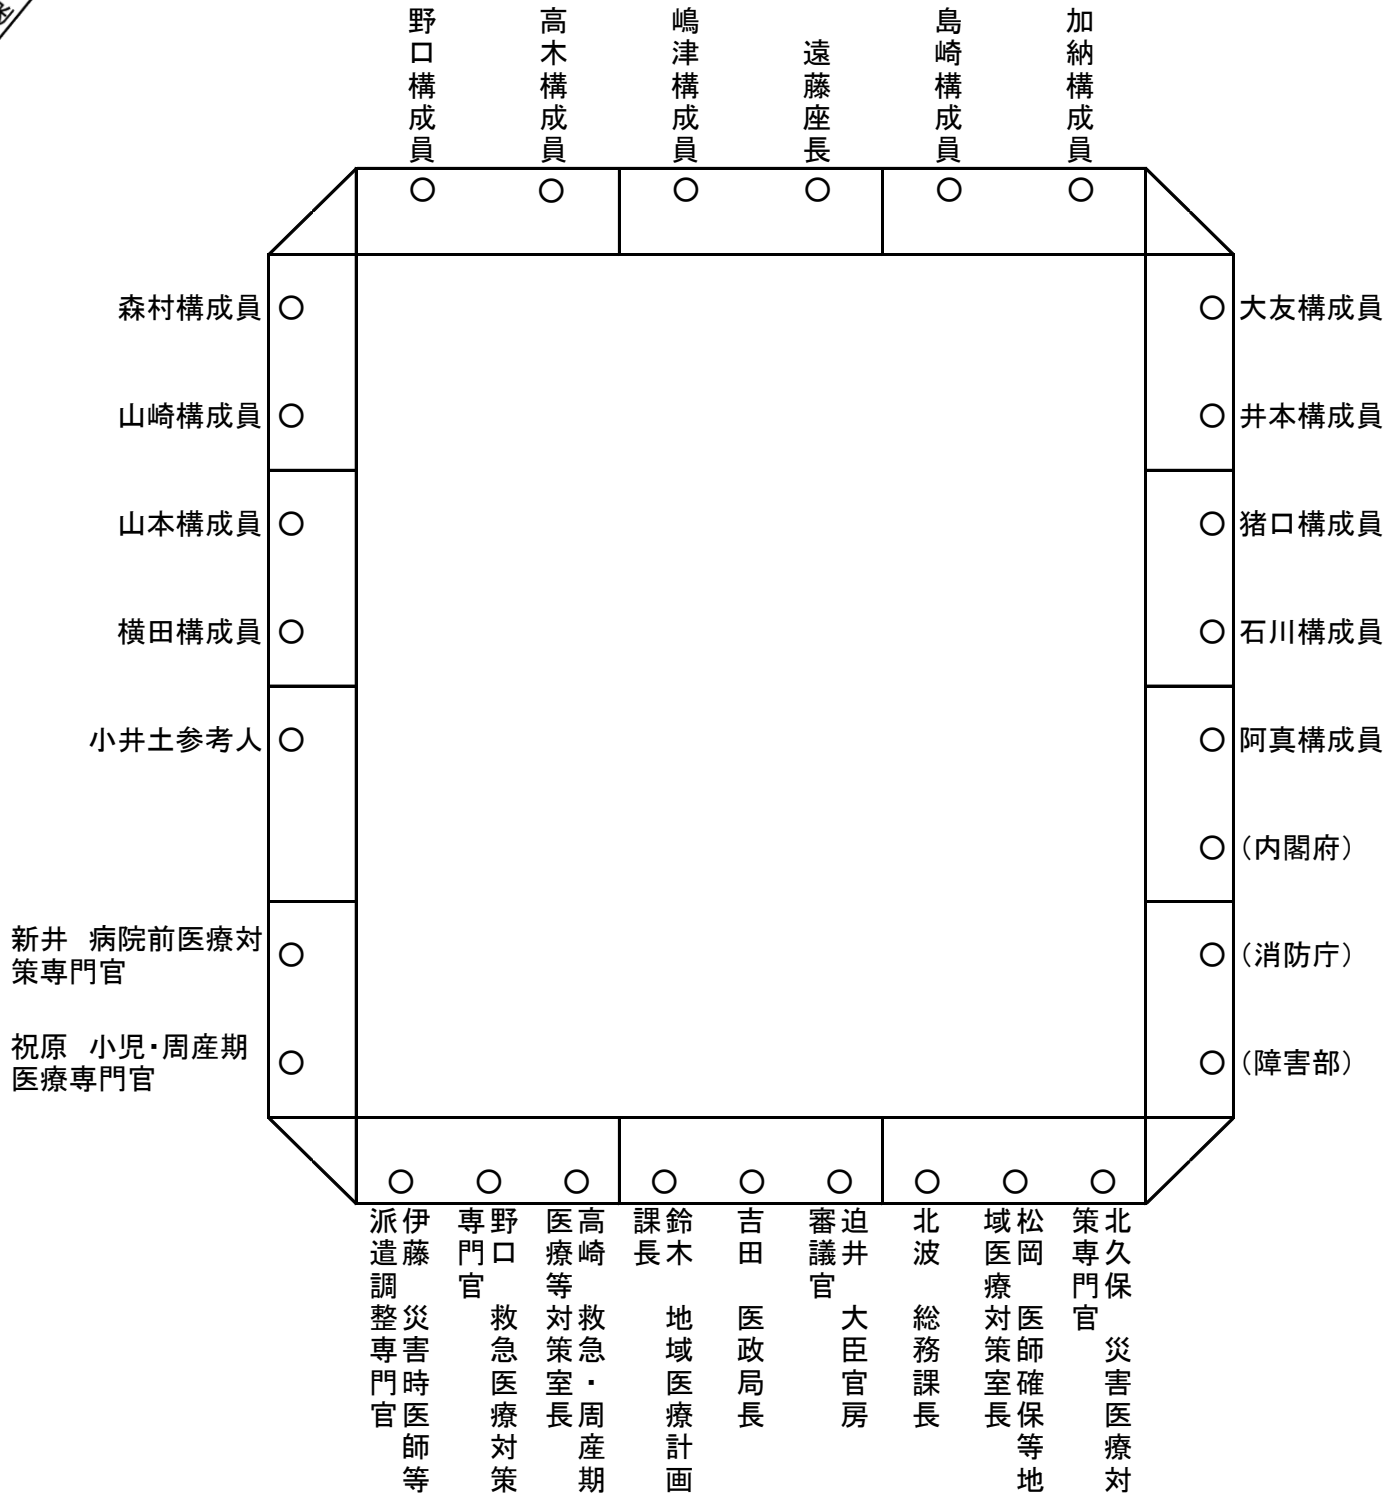 野口構成員
高木構成員
嶋津構成員
遠藤座長
島崎構成員
加納構成員
森村構成員
山崎構成員
山本構成員
横田構成員
小井土参考人
新井　病院前医療対
策専門官
祝原　小児・周産期
医療専門官
大友構成員
井本構成員
猪口構成員
石川構成員
阿真構成員
（内閣府）
（消防庁）
（障害部）
伊藤　災害時医師等
派遣調整専門官
野口　救急医療対策
専門官
高崎　救急・周産期
医療等対策室長
鈴木　地域医療計画
課長
吉田　医政局長
迫井　大臣官房
審議官
北波　総務課長
松岡　医師確保等地
域医療対策室長
北久保　災害医療対
策専門官